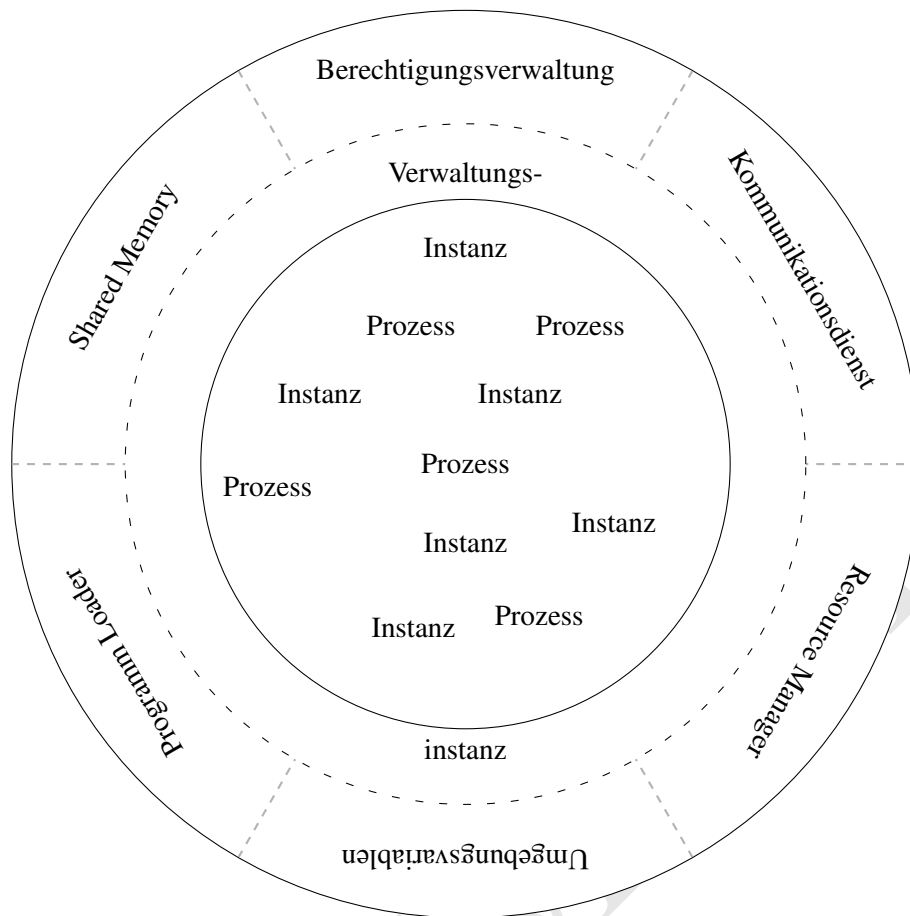 Berechtigungsverwaltung
Verwaltungs-
Kommunikationsdienst
Shared Memory
Instanz
Prozess
Prozess
Instanz
Instanz
Prozess
Prozess
Instanz
Instanz
Prozess
Instanz
Programm Loader
Resource Manager
instanz
Umgebungsvariablen